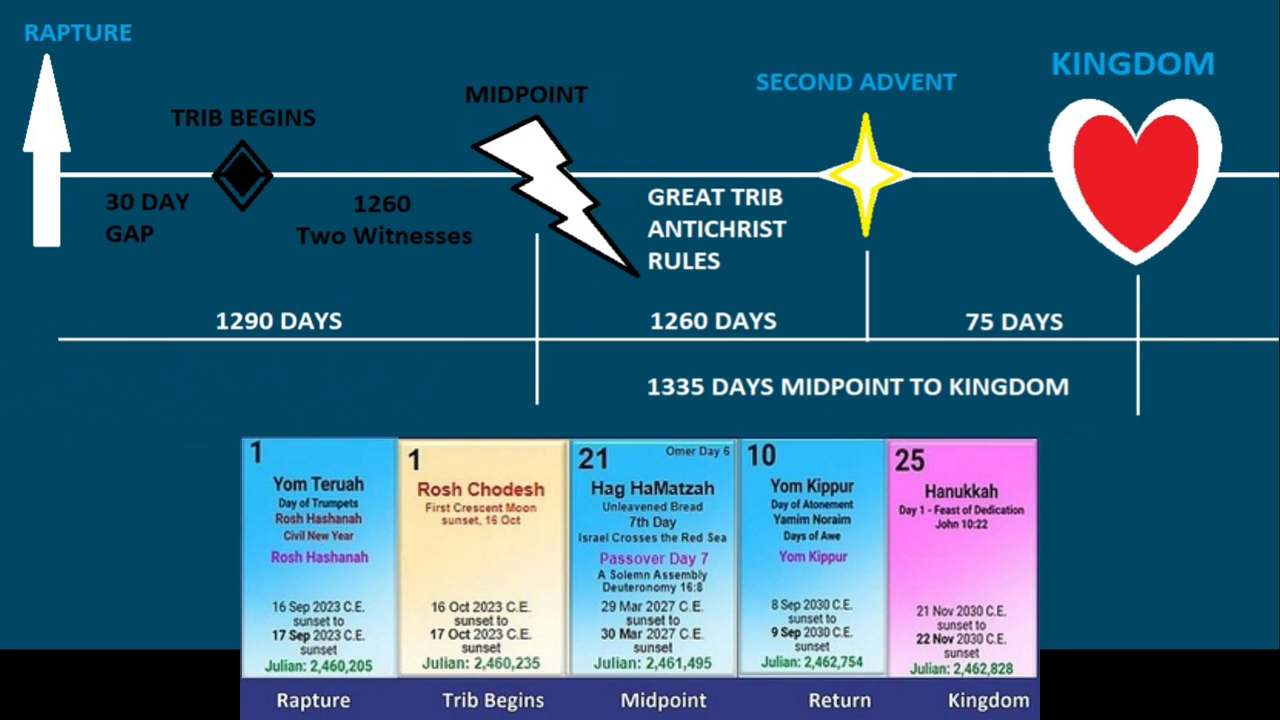 RAPTURE
KINGDOM
SECOND ADVENT
MIDPOINT
TRIB BEGINS
30 DAY
GAP
1260
Two Witnesses
GREAT TRIB
ANTICHRIST
RULES
1290 DAYS
1260 DAYS
75 DAYS
1335 DAYS MIDPOINT TO KINGDOM
1
Yom Teruah
Day of Trumpets
Rosh Hashanah
Civil New Year
Rosh Hashanah
16 Sep 2023 C.E.
sunset to
17 Sep 2023 C.E.
sunset
Julian: 2,460,205
1
Rosh Chodesh
First Crescent Moon
sunset, 16 Oct
16 Oct 2023 C.E.
sunset to
17 Oct 2023 C.E.
sunset
Julian: 2,460,235
21
Omer Day 6
Hag HaMatzah
Unleavened Bread
7th Day
Israel Crosses the Red Sea
Passover Day 7
A Solemn Assembly
Deuteronomy 16:8
29 Mar 2027 C.E.
sunset to
30 Mar 2027 C.E.
sunset
Julian: 2,461,495
10
Yom Kippur
Day of Atonement
Yamim Noraim
Days of Awe
Yom Kippur
8 Sep 2030 C.E.
sunset to
9 Sep 2030 C.E.
sunset
Julian: 2,462,754
25
Hanukkah
Day 1 - Feast of Dedication
John 10:22
21 Nov 2030 C.E.
sunset to
22 Nov 2030 C.E.
sunset
Julian: 2,462,828
Rapture
Trib Begins
Midpoint
Return
Kingdom